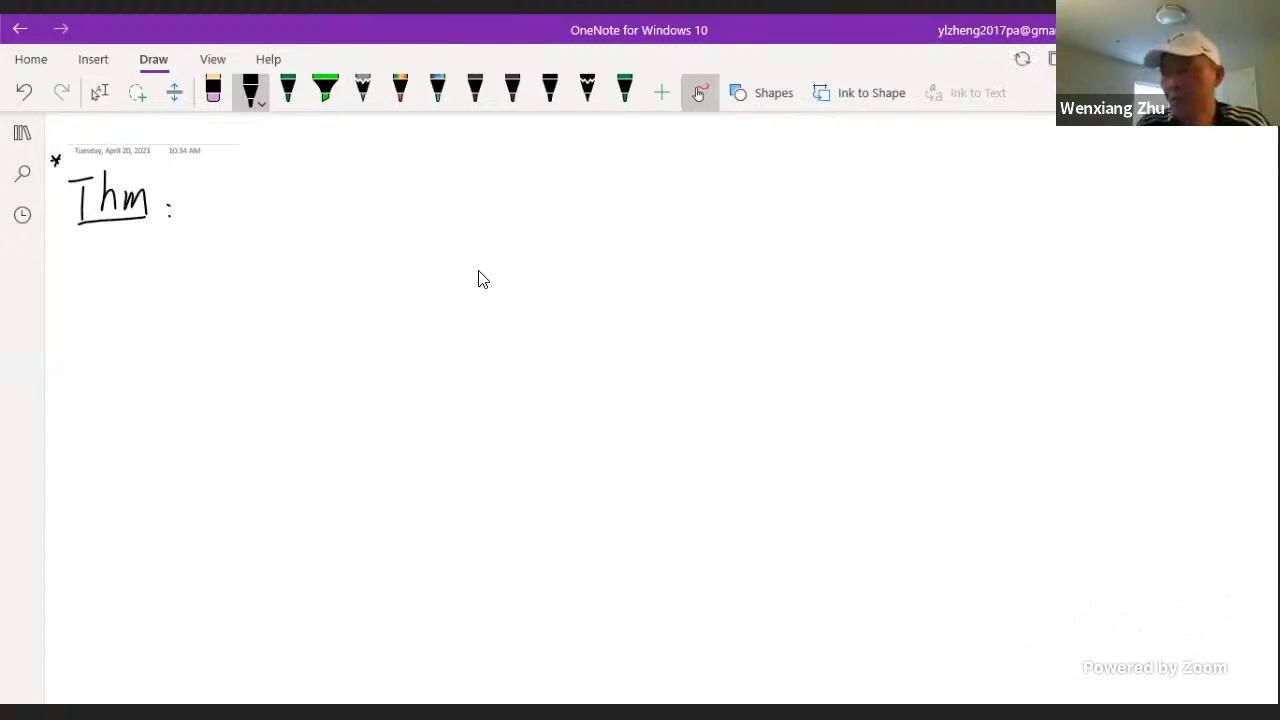 OneNote for Windows 10
ylzheng2017pa@gma
Home Insert Draw View Help
Shapes Ink to Shape Ink to Text
Wenxiang Zhu
Tuesday, April 20, 2021 10:34 AM
* Thm :
Powered by Zoom